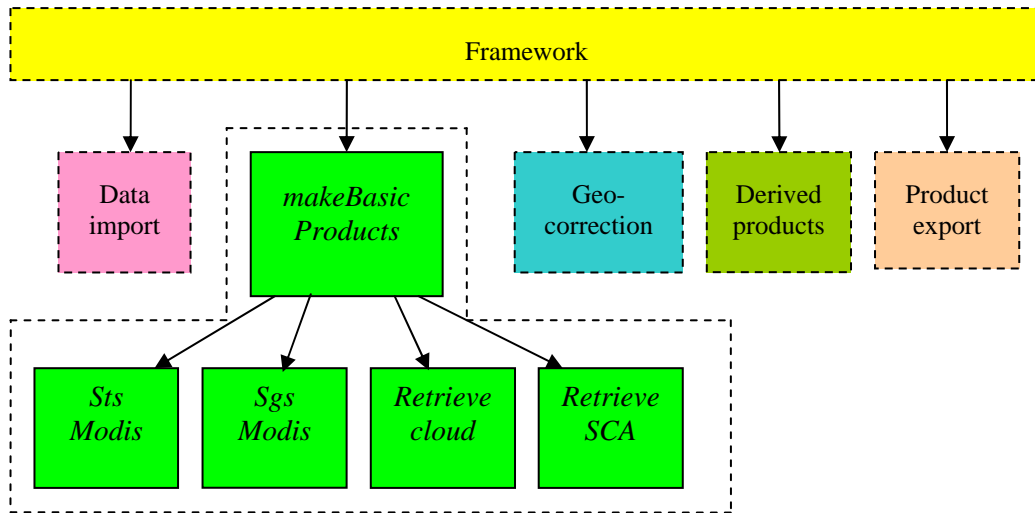 Framework
Data
import
makeBasic
Products
Geo-
correction
Derived
products
Product
export
Sts
Modis
Sgs
Modis
Retrieve
cloud
Retrieve
SCA